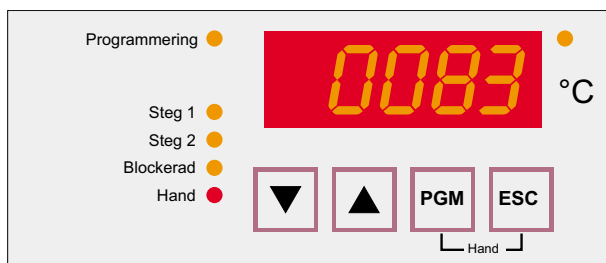 Programmering
0083
°C
Steg 1
Steg 2
Blockerad
Hand
PGM ESC
Hand